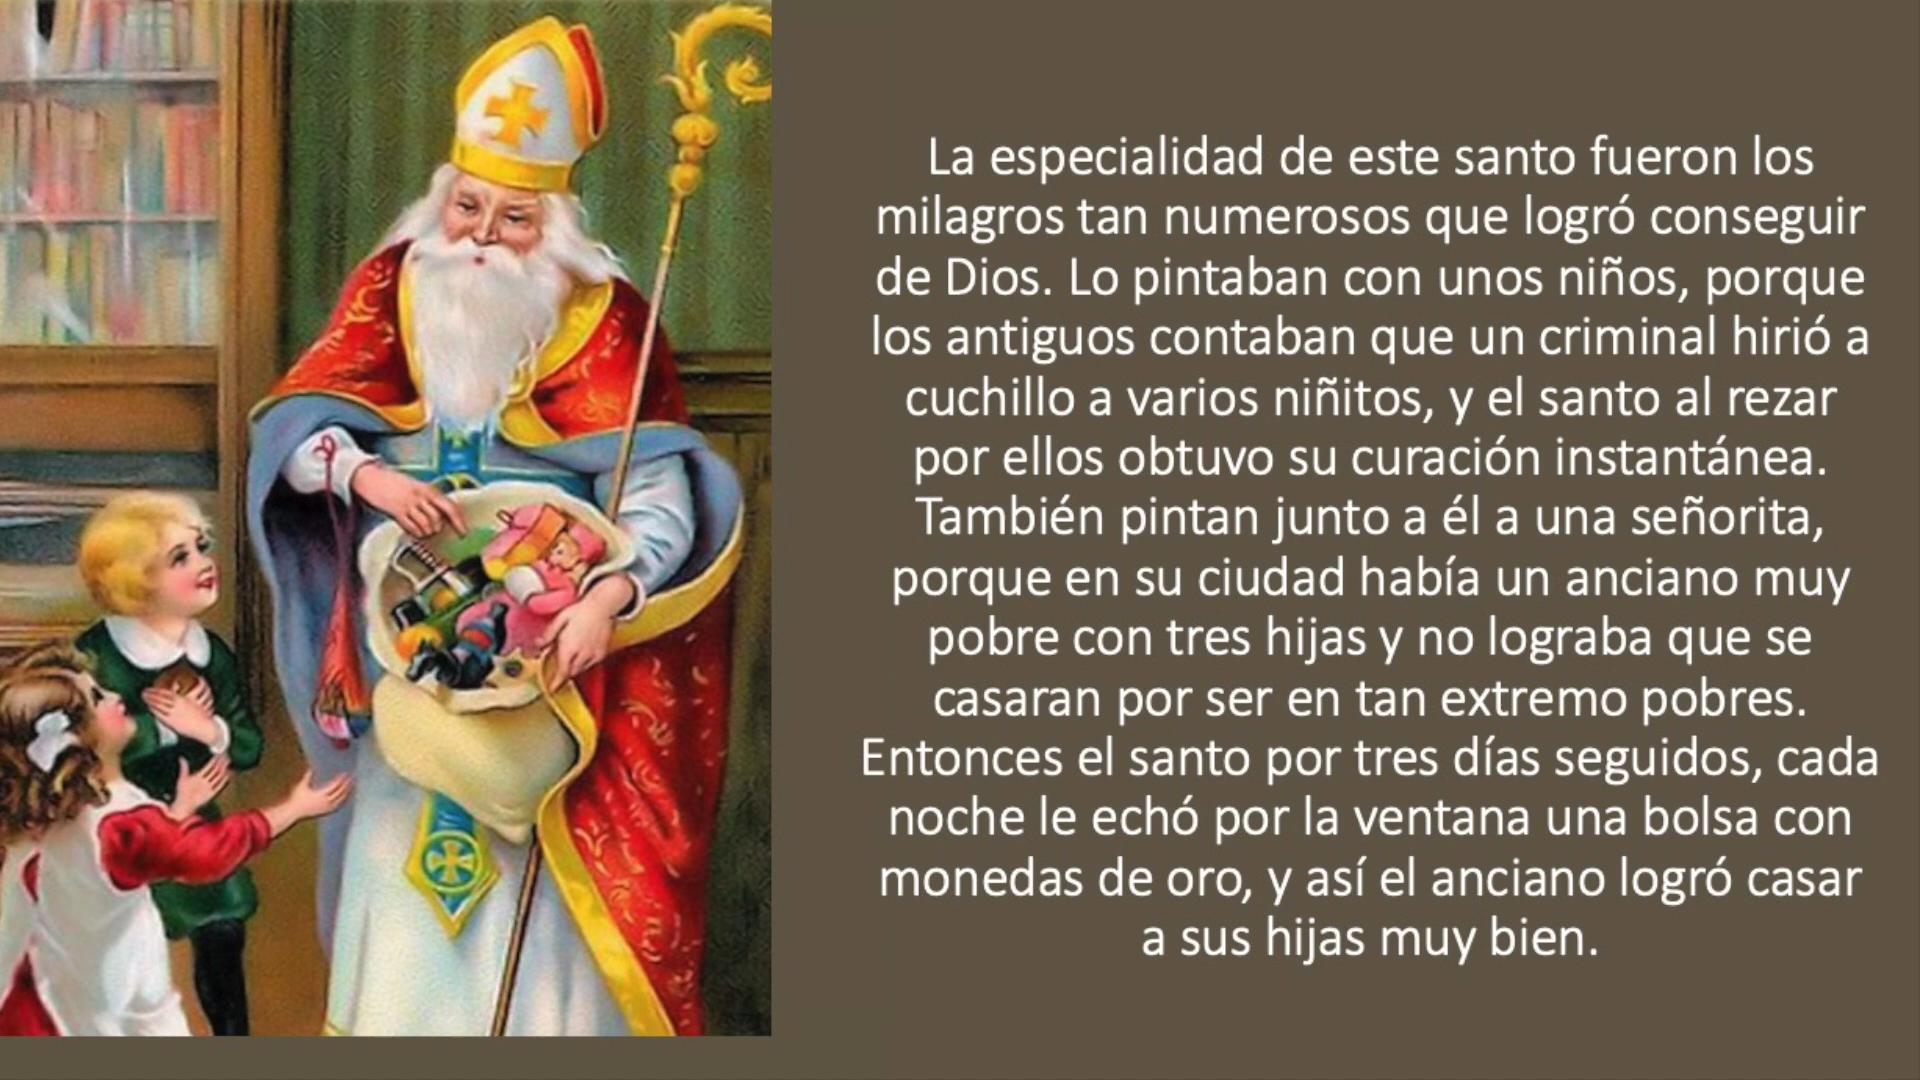 La especialidad de este santo fueron los
milagros tan numerosos que logró conseguir
de Dios. Lo pintaban con unos niños, porque
los antiguos contaban que un criminal hirió a
cuchillo a varios niñitos, y el santo al rezar
por ellos obtuvo su curación instantánea.
También pintan junto a él a una señorita,
porque en su ciudad había un anciano muy
pobre con tres hijas y no lograba que se
casaran por ser en tan extremo pobres.
Entonces el santo por tres días seguidos, cada
noche le echó por la ventana una bolsa con
monedas de oro, y así el anciano logró casar
a sus hijas muy bien.